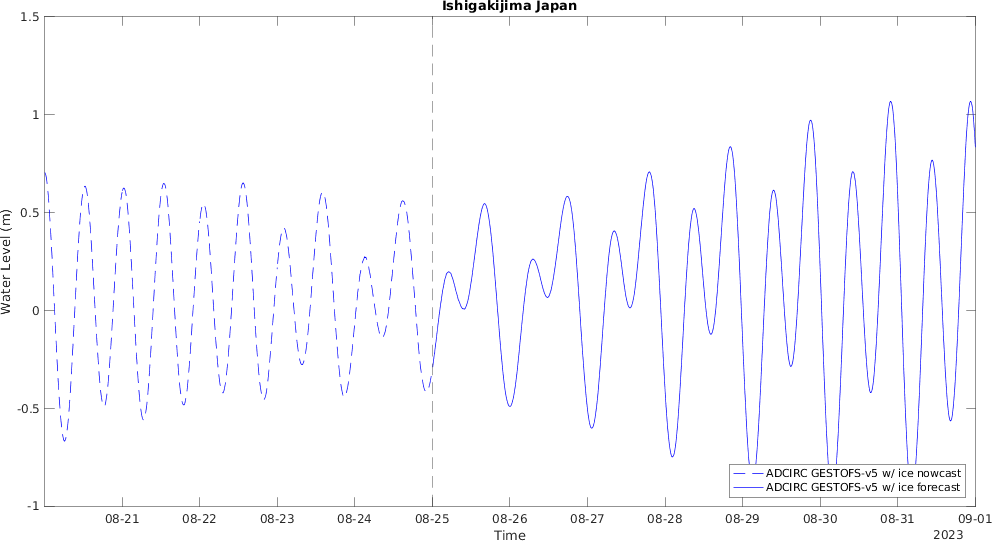 Ishigakijima Japan
1.5
1
0.5
0
-0.5
-1
Water Level (m)
ADCIRC GESTOFS-v5 w/ ice nowcast
ADCIRC GESTOFS-v5 w/ ice forecast
08-21 08-22 08-23 08-24 08-25 08-26 08-27 08-28 08-29 08-30 08-31 09-01
Time
2023